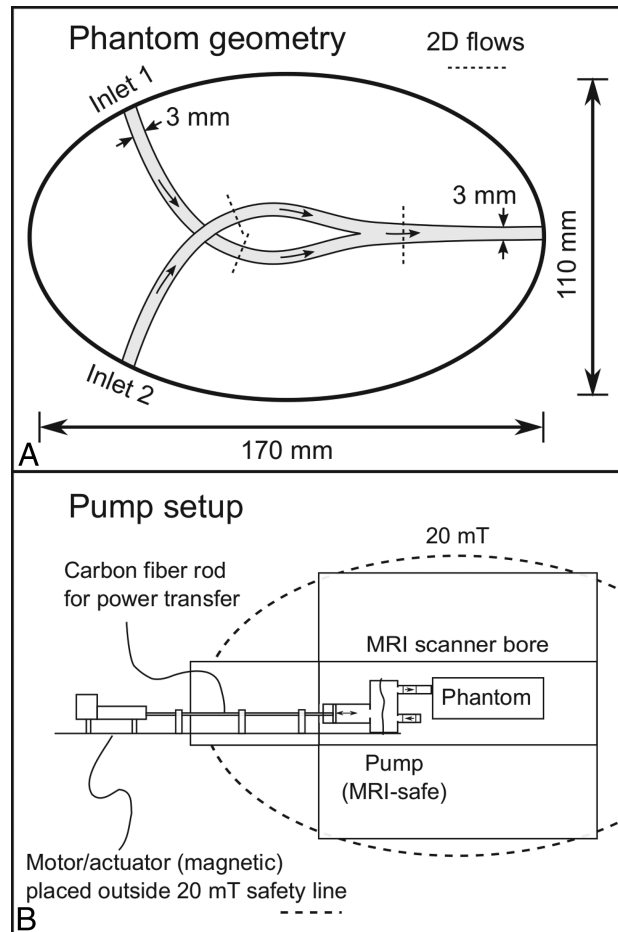 Phantom geometry
2D flows
Inlet 1
3 mm
3 mm
110 mm
Inlet 2
170 mm
A
Pump setup
20 mT
Carbon fiber rod
for power transfer
MRI scanner bore
Phantom
Pump
(MRI-safe)
Motor/actuator (magnetic)
placed outside 20 mT safety line
B